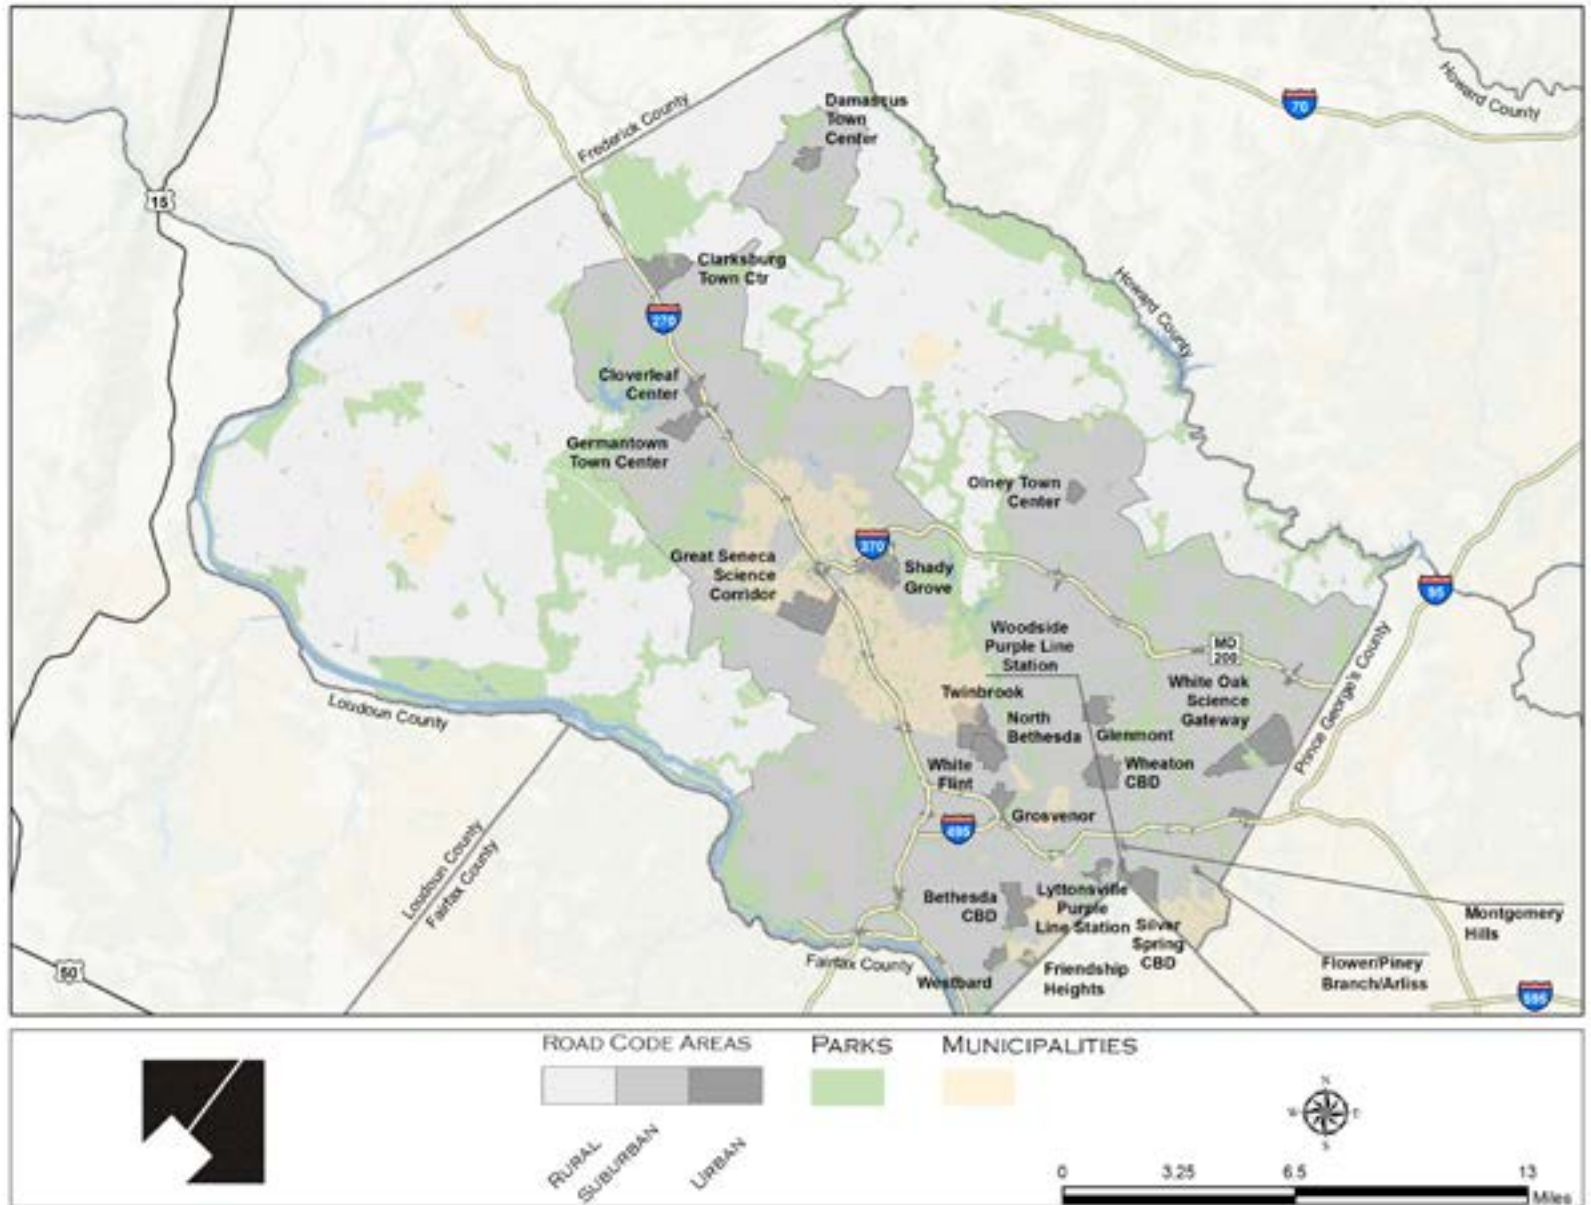 70
Howard County
Damascus
Town
Center
Frederick County
15
Clarksburg
Town Ctr
Howard County
270
Cloverleaf
Center
Germantown
Town Center
Olney Town
Center
370
Great Seneca
Science
Corridor
Shady
Grove
95
Woodside
Purple Line
Station
MD
200
White Oak
Science
Gateway
Prince George's County
Twinbrook
North
Bethesda
Glenmont
Loudoun County
White
Flint
Wheaton
CBD
Grosvenor
495
Loudoun County
Fairfax County
Bethesda
CBD
Lyttonsville
Purple
Line Station
Silver
Spring
CBD
Montgomery
Hills
50
Fairfax County
Westbard
Friendship
Heights
Flower/Piney
Branch/Arliss
595
ROAD CODE AREAS
PARKS
MUNICIPALITIES
RURAL
SUBURBAN
URBAN
N
W
E
S
0 3.25 6.5 13
Miles